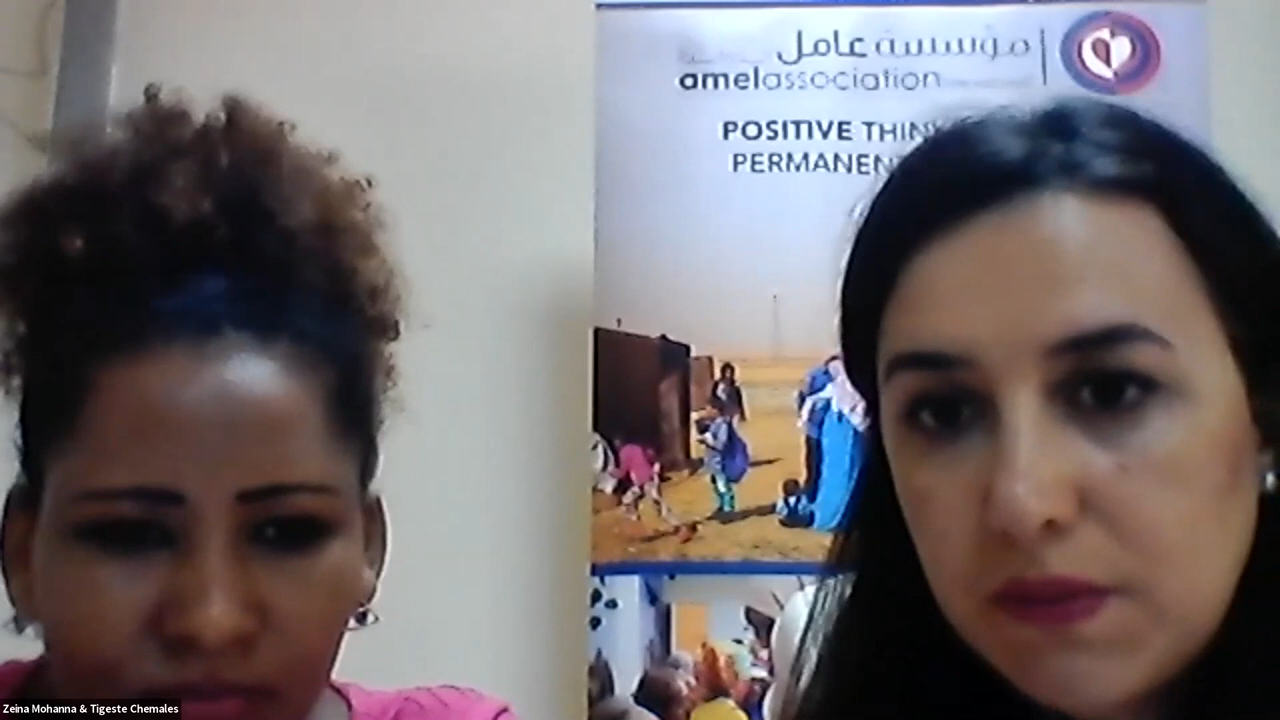 مؤسسة عامل
amelassociation
POSITIVE THIN
PERMANEN
Zeina Mohanna & Tigeste Chemales